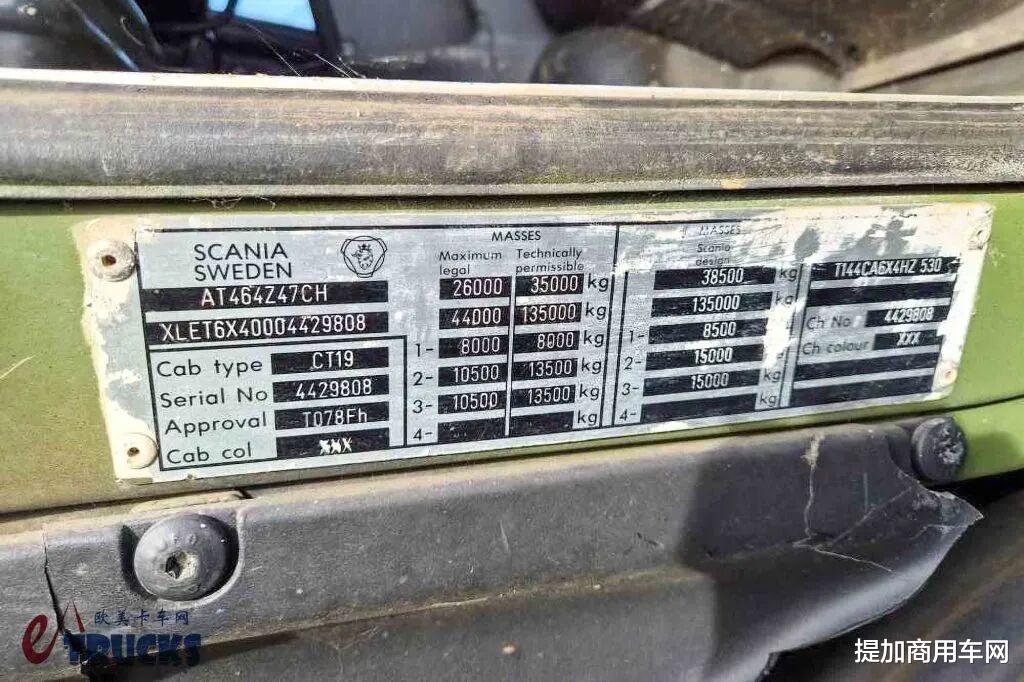 SCANIA
SWEDEN
AT464Z47CH
XLET6X40004429808
Cab type CT19
Serial No 4429808
Approval T078Fh
Cab col XXX
MASSES
Maximum legal Technically permissible
26000 35000 kg
44000 135000 kg
1- 8000 8000 kg
2- 10500 13500 kg
3- 10500 13500 kg
4- kg
MASSES
Scania design
38500 kg
135000 kg
1- 8500 kg
2- 15000 kg
3- 15000 kg
4-
T144CA6X4HZ 530
Ch No 4429808
Ch colour XXX
欧美卡车网
eTRUCKS
提加商用车网